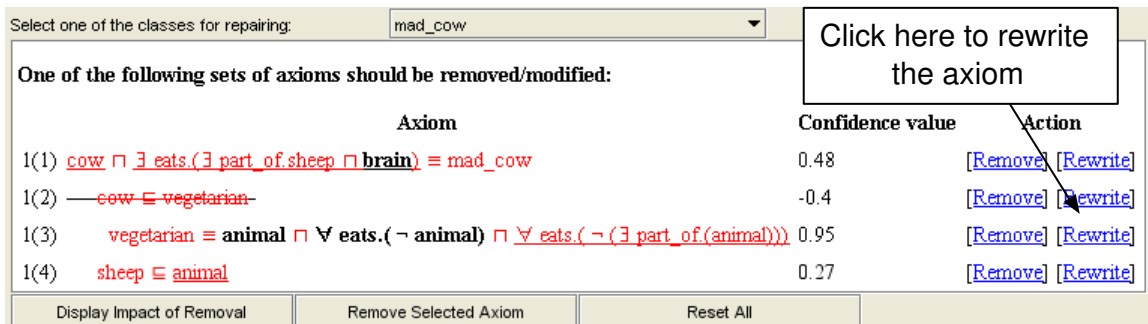 Select one of the classes for repairing: mad_cow
Click here to rewrite
the axiom
One of the following sets of axioms should be removed/modified:
Axiom Confidence value Action
1(1) cow ⊓ ∃ eats.(∃ part_of.sheep ⊓ brain) ≡ mad_cow 0.48 [Remove] [Rewrite]
1(2) cow ⊑ vegetarian -0.4 [Remove] [Rewrite]
1(3) vegetarian ≡ animal ⊓ ∀ eats.( ¬ animal) ⊓ ∀ eats.( ¬ (∃ part_of.(animal))) 0.95 [Remove] [Rewrite]
1(4) sheep ⊑ animal 0.27 [Remove] [Rewrite]
Display Impact of Removal Remove Selected Axiom Reset All